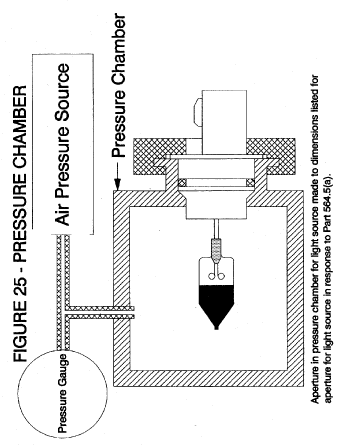 FIGURE 25 - PRESSURE CHAMBER
Pressure Gauge
Air Pressure Source
Pressure Chamber
Aperture in pressure chamber for light source made to dimensions listed for
aperture for light source in response to Part 564.5(a).